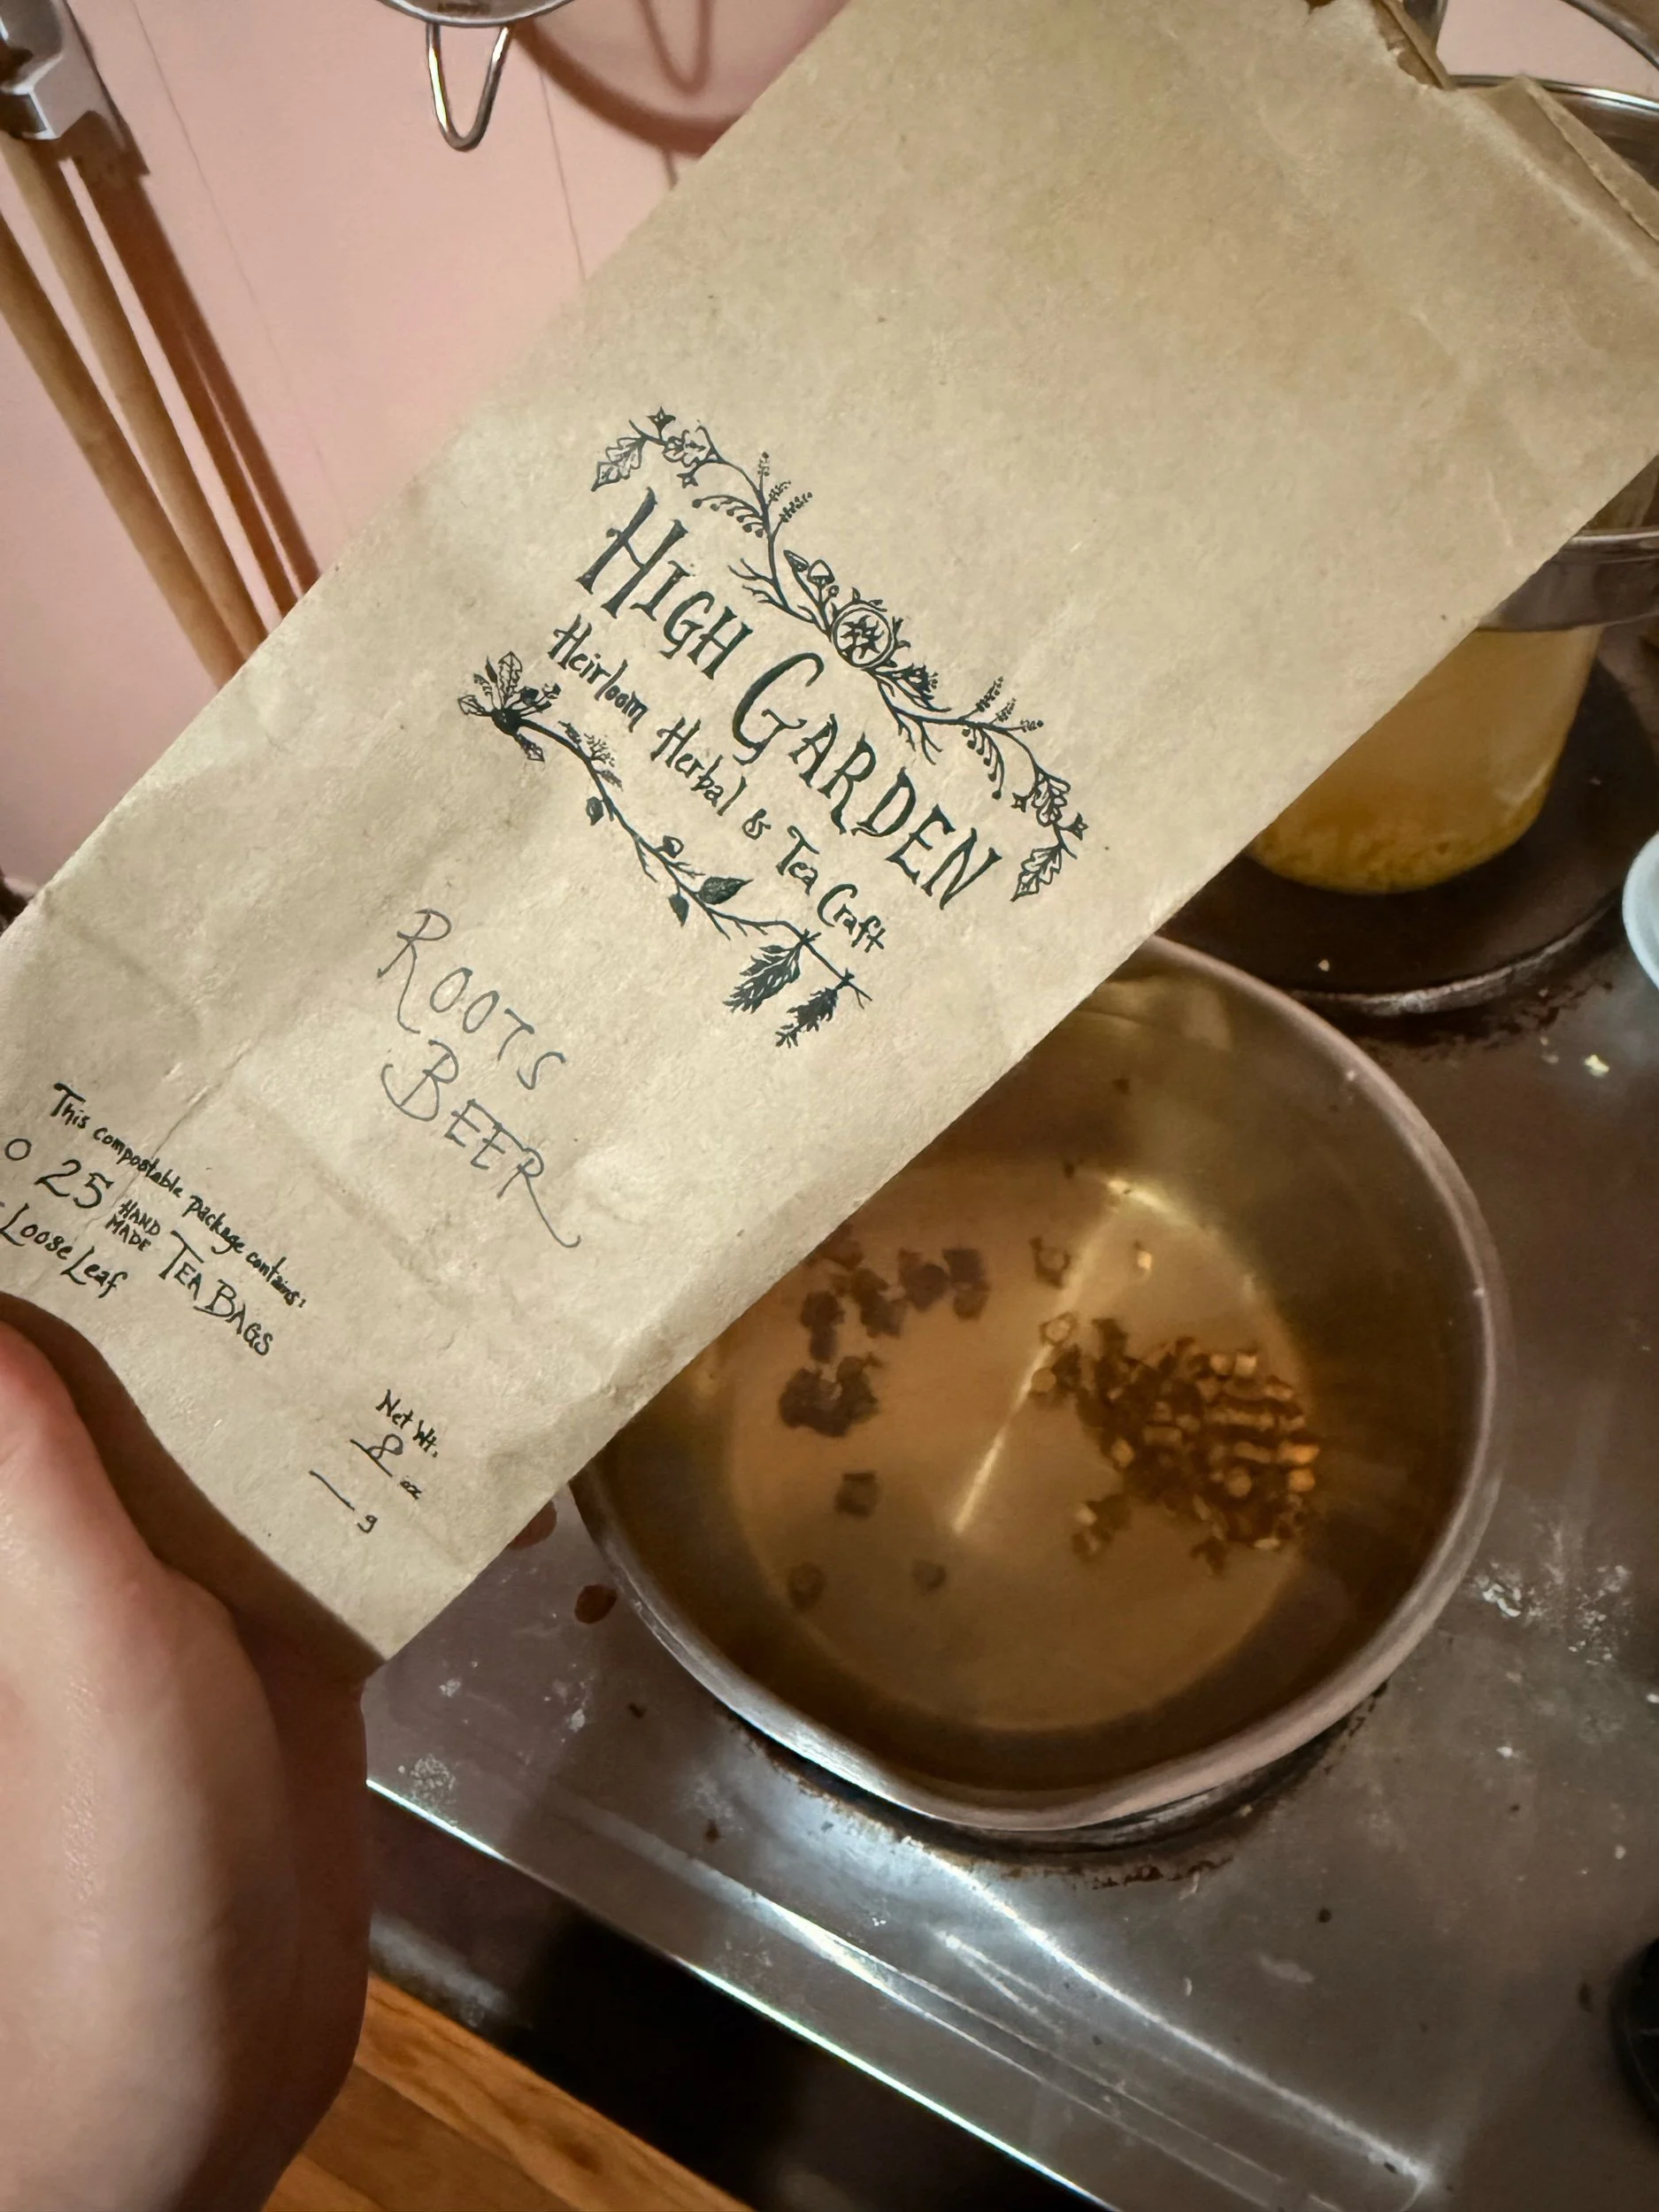 HIGH GARDEN
Heirloom Herbal & Tea Craft
ROOTS
BEER
This compostable package contains:
O 25 HAND MADE TEA BAGS
Loose Leaf
Net Wt.
8 oz
g